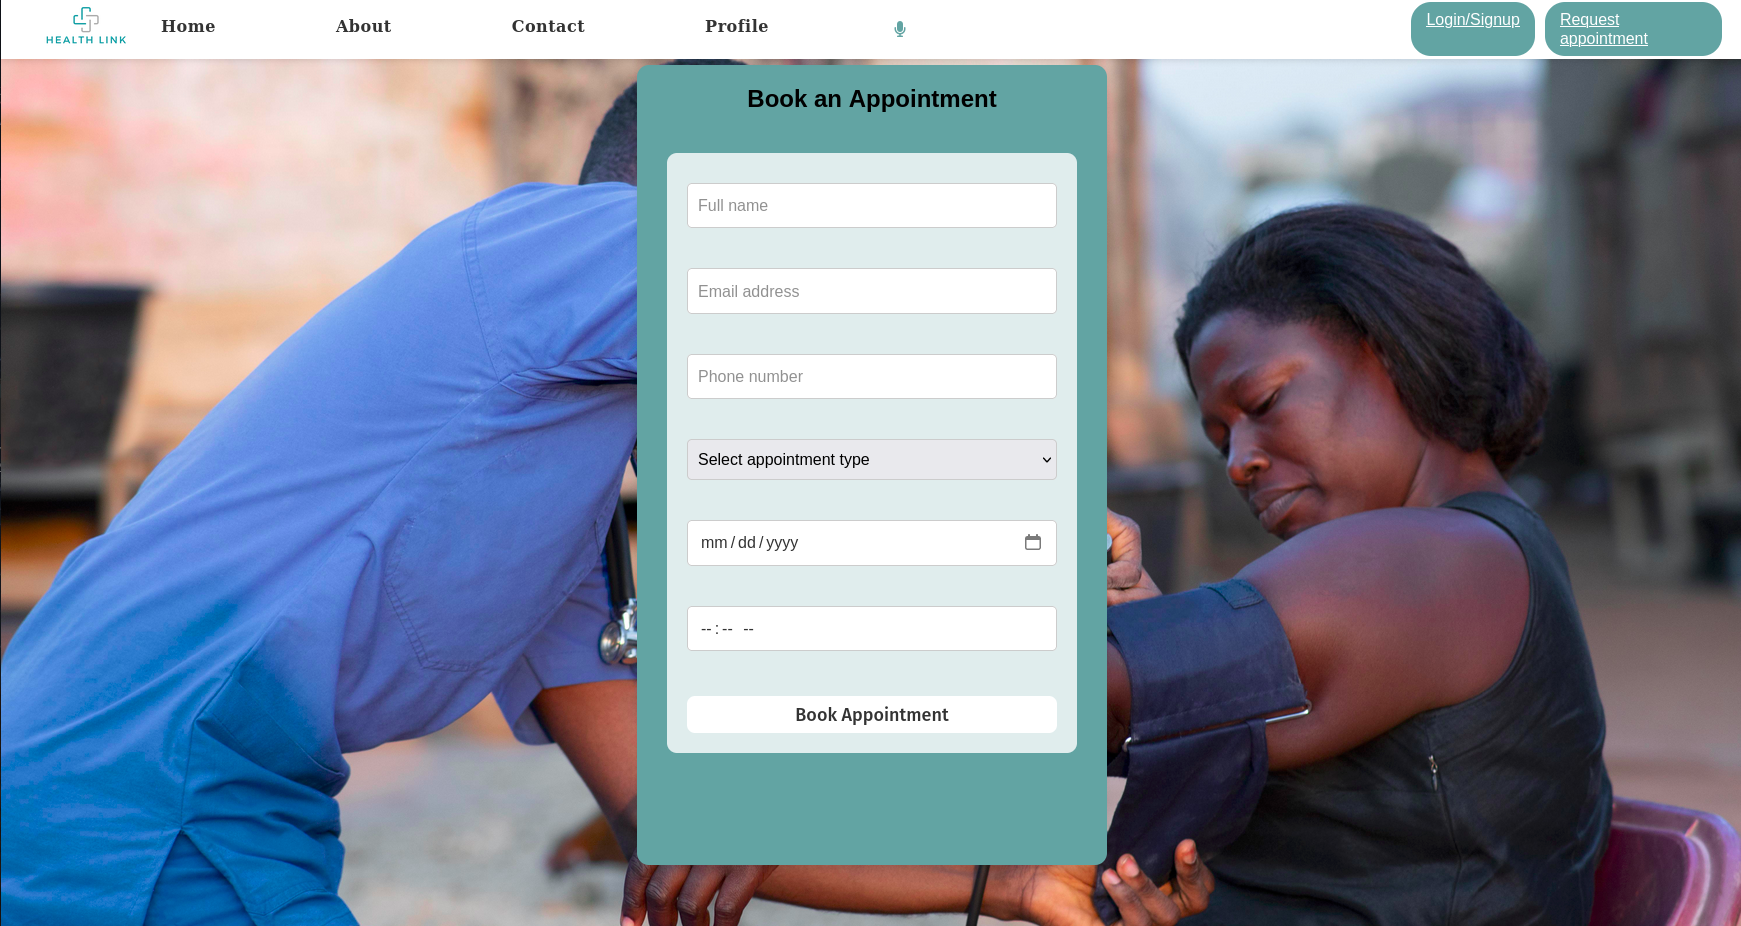 HEALTH LINK
Home
About
Contact
Profile
Login/Signup
Request
appointment
Book an Appointment
Full name
Email address
Phone number
Select appointment type
mm/dd/yyyy
--:-- --
Book Appointment